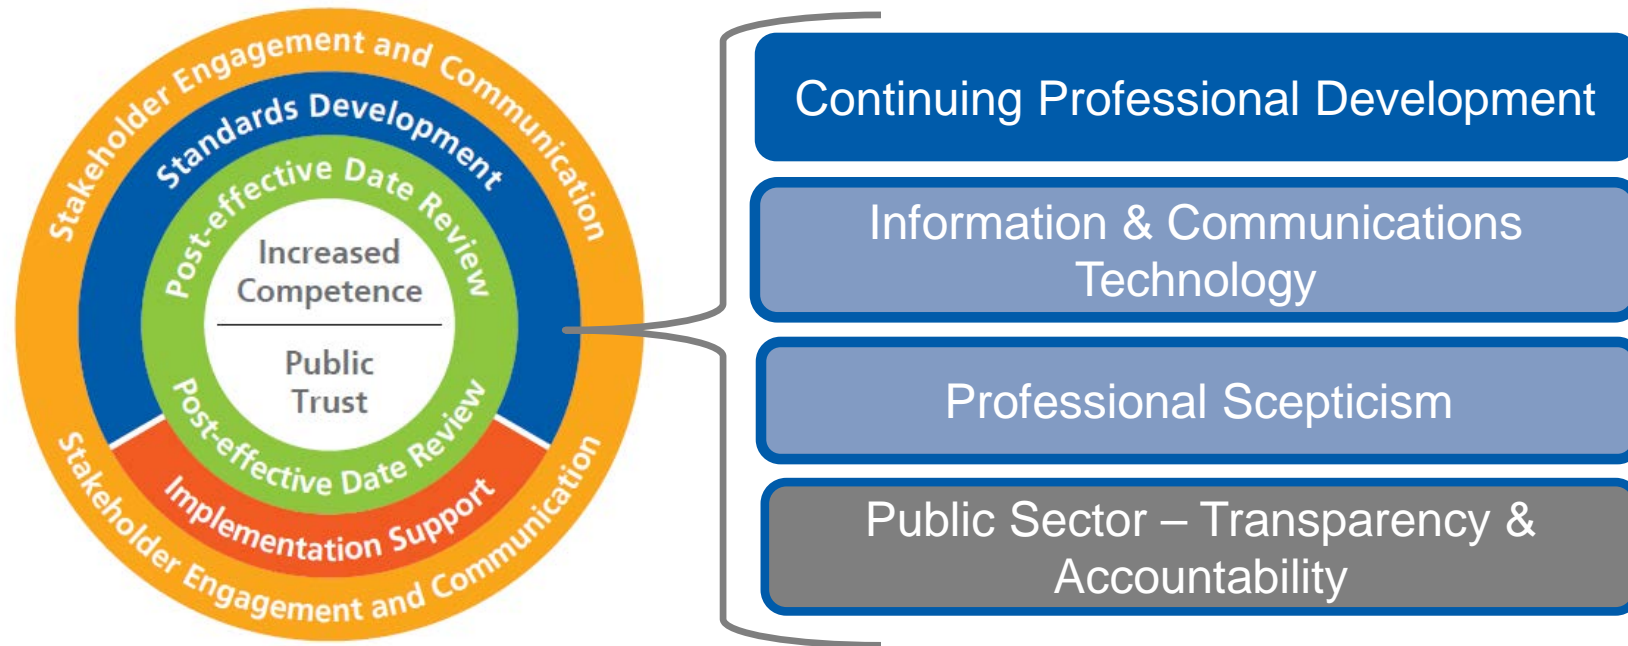 Stakeholder Engagement and Communication
Standards Development
Post-effective Date Review
Increased
Competence
Public
Trust
Post-effective Date Review
Implementation Support
Stakeholder Engagement and Communication
Continuing Professional Development
Information & Communications
Technology
Professional Scepticism
Public Sector – Transparency &
Accountability